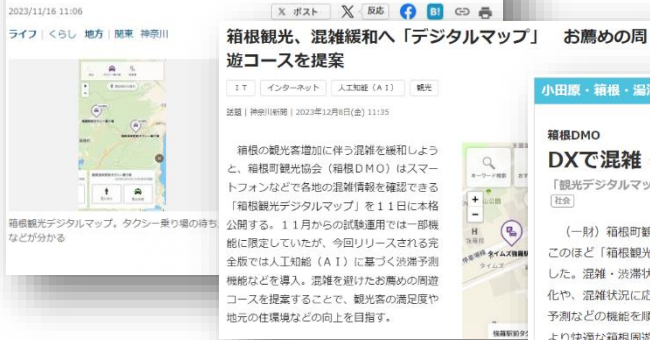 2023/11/16 11:06
X ポスト
反応
ライフ | くらし 地方 | 関東 神奈川
箱根観光デジタルマップ。タクシー乗り場の待ち
などが分かる
箱根観光、混雑緩和へ「デジタルマップ」 お薦めの周
遊コースを提案
IT インターネット 人工知能(AI) 観光
話題 | 神奈川新聞 | 2023年12月8日(金) 11:35
箱根の観光客増加に伴う混雑を緩和しよう
と、箱根町観光協会(箱根DMO)はスマー
トフォンなどで各地の混雑情報を確認できる
「箱根観光デジタルマップ」を11日に本格
公開する。11月からの試験運用では一部機
能に限定していたが、今回リリースされる完
全版では人工知能(AI)に基づく渋滞予測
機能などを導入。混雑を避けたお薦めの周遊
コースを提案することで、観光客の満足度や
地元の住環境などの向上を目指す。
キーワード検索
タイムズ
小田原・箱根・湯
箱根DMO
DXで混雑
「観光デジタルマッ
社会
(一財)箱根町観
このほど「箱根観光
した。混雑・渋滞状
化や、混雑状況に応
予測などの機能を順
より快適な箱根周遊